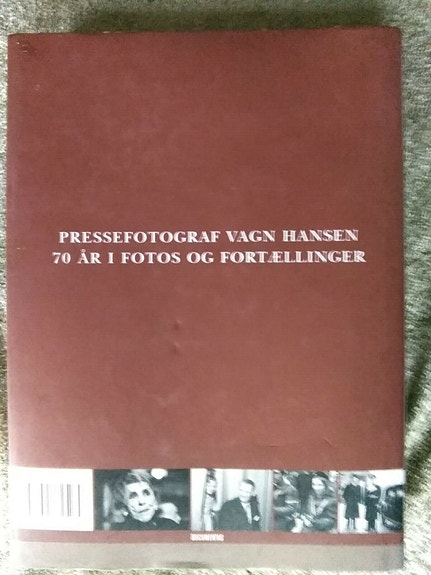 PRESSEFOTOGRAF VAGN HANSEN
70 ÅR I FOTOS OG FORTÆLLINGER